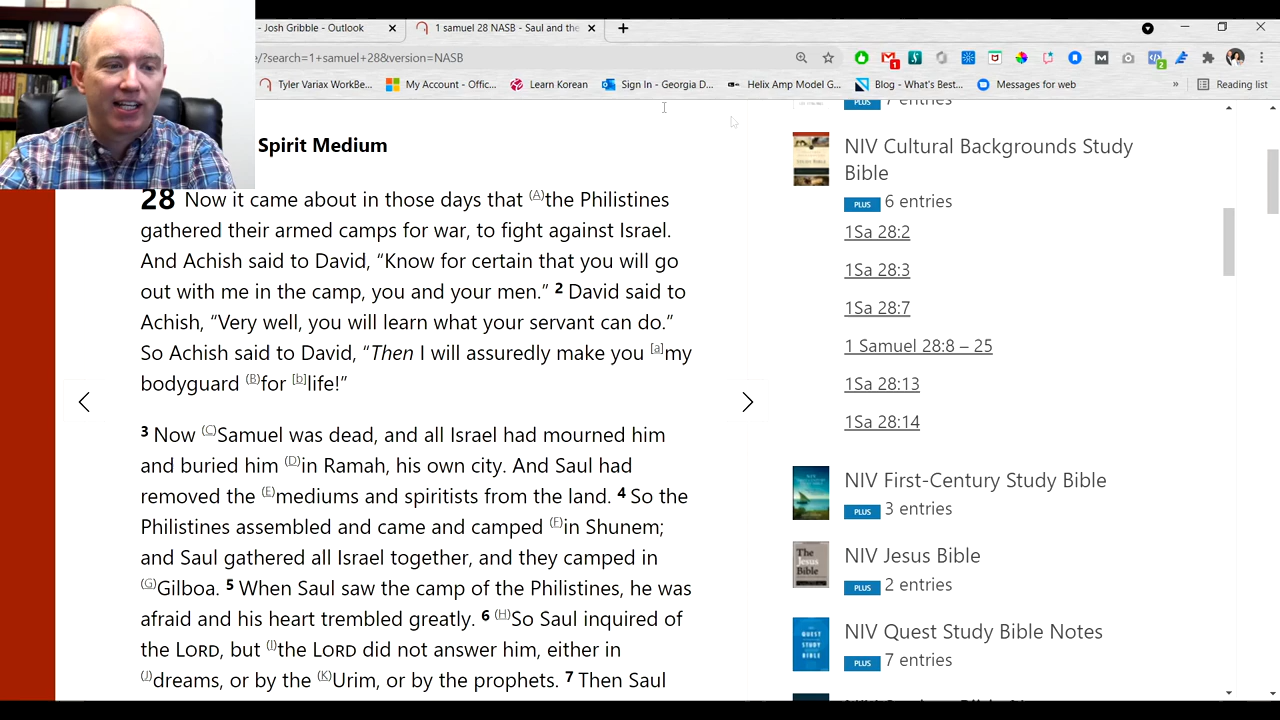 - Josh Gribble - Outlook
1 samuel 28 NASB - Saul and the
e/?search=1+samuel+28&version=NASB
1
2
Tyler Variax WorkBe...
My Account - Offic...
Learn Korean
Sign In - Georgia D...
Helix Amp Model G...
Blog - What's Best...
Messages for web
Reading list
Spirit Medium
28 Now it came about in those days that (A)the Philistines
gathered their armed camps for war, to fight against Israel.
And Achish said to David, “Know for certain that you will go
out with me in the camp, you and your men.” 2 David said to
Achish, “Very well, you will learn what your servant can do.”
So Achish said to David, “Then I will assuredly make you [a]my
bodyguard (B)for [b]life!”
3 Now (C)Samuel was dead, and all Israel had mourned him
and buried him (D)in Ramah, his own city. And Saul had
removed the (E)mediums and spiritists from the land. 4 So the
Philistines assembled and came and camped (F)in Shunem;
and Saul gathered all Israel together, and they camped in
(G)Gilboa. 5 When Saul saw the camp of the Philistines, he was
afraid and his heart trembled greatly. 6 (H)So Saul inquired of
the LORD, but (I)the LORD did not answer him, either in
(J)dreams, or by the (K)Urim, or by the prophets. 7 Then Saul
PLUS 7 entries
NIV Cultural Backgrounds Study
Bible
PLUS 6 entries
1Sa 28:2
1Sa 28:3
1Sa 28:7
1 Samuel 28:8 – 25
1Sa 28:13
1Sa 28:14
NIV First-Century Study Bible
PLUS 3 entries
The Jesus Bible
NIV Jesus Bible
PLUS 2 entries
QUEST
STUDY
BIBLE
NIV Quest Study Bible Notes
PLUS 7 entries